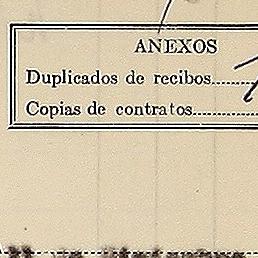 ANEXOS
Duplicados de recibos
Copias de contratos